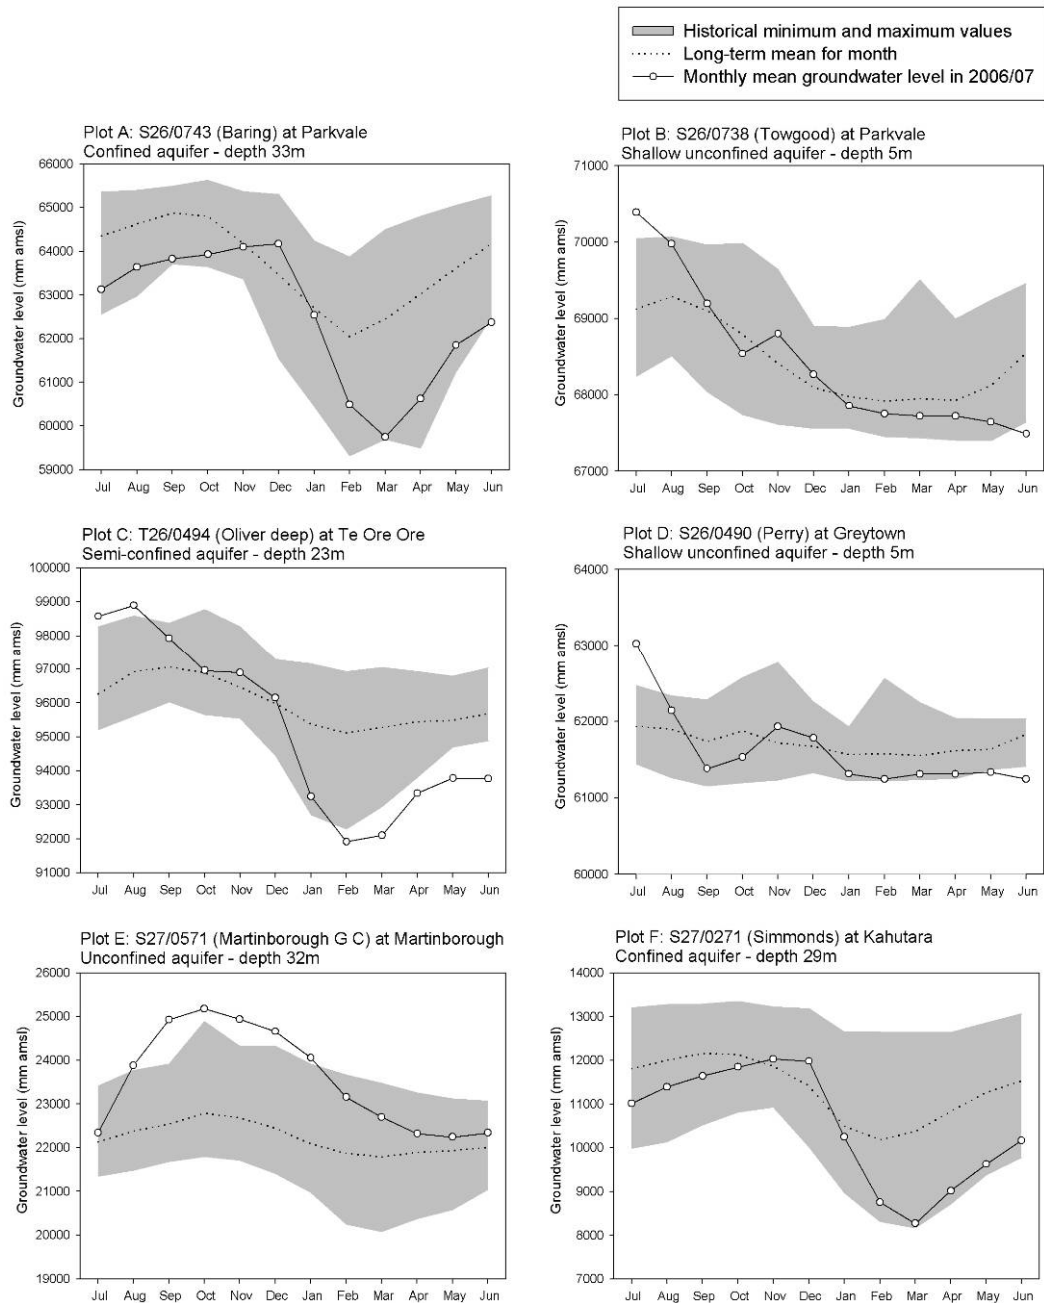 Historical minimum and maximum values
Long-term mean for month
Monthly mean groundwater level in 2006/07
Plot A: S26/0743 (Baring) at Parkvale
Confined aquifer - depth 33m
Groundwater level (mm amsl)
66000
65000
64000
63000
62000
61000
60000
59000
Jul Aug Sep Oct Nov Dec Jan Feb Mar Apr May Jun
Plot B: S26/0738 (Towgood) at Parkvale
Shallow unconfined aquifer - depth 5m
Groundwater level (mm amsl)
71000
70000
69000
68000
67000
Jul Aug Sep Oct Nov Dec Jan Feb Mar Apr May Jun
Plot C: T26/0494 (Oliver deep) at Te Ore Ore
Semi-confined aquifer - depth 23m
Groundwater level (mm amsl)
100000
99000
98000
97000
96000
95000
94000
93000
92000
91000
Jul Aug Sep Oct Nov Dec Jan Feb Mar Apr May Jun
Plot D: S26/0490 (Perry) at Greytown
Shallow unconfined aquifer - depth 5m
Groundwater level (mm amsl)
64000
63000
62000
61000
60000
Jul Aug Sep Oct Nov Dec Jan Feb Mar Apr May Jun
Plot E: S27/0571 (Martinborough G C) at Martinborough
Unconfined aquifer - depth 32m
Groundwater level (mm amsl)
26000
25000
24000
23000
22000
21000
20000
19000
Jul Aug Sep Oct Nov Dec Jan Feb Mar Apr May Jun
Plot F: S27/0271 (Simmonds) at Kahutara
Confined aquifer - depth 29m
Groundwater level (mm amsl)
14000
13000
12000
11000
10000
9000
8000
7000
Jul Aug Sep Oct Nov Dec Jan Feb Mar Apr May Jun